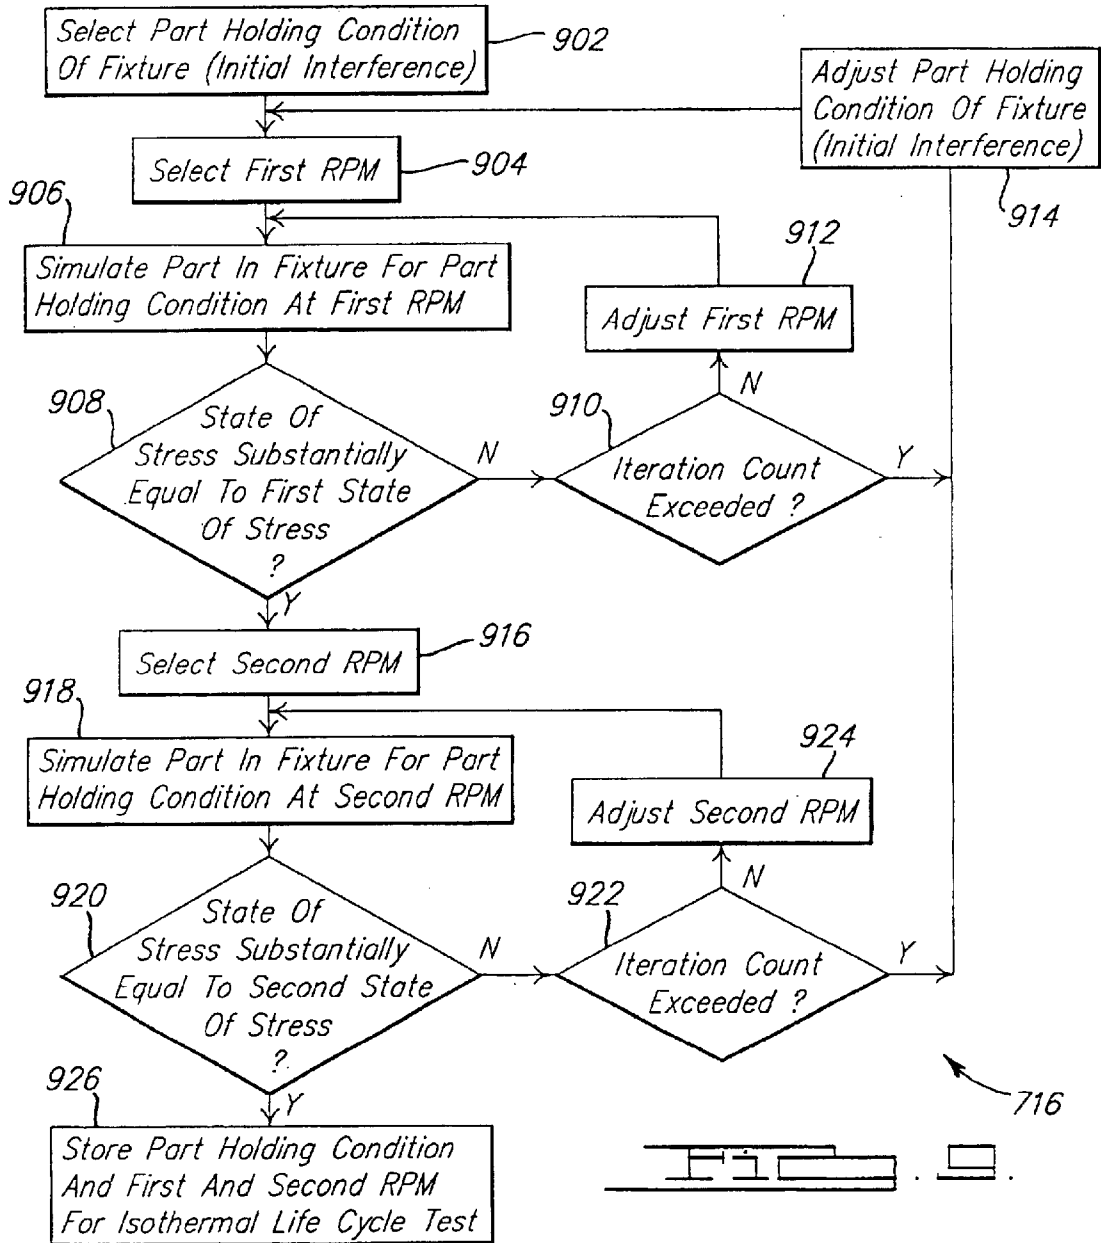 Select Part Holding Condition
Of Fixture (Initial Interference)
902
Adjust Part Holding
Condition Of Fixture
(Initial Interference)
914
Select First RPM
904
906
Simulate Part In Fixture For Part
Holding Condition At First RPM
912
Adjust First RPM
908
State Of
Stress Substantially
Equal To First State
Of Stress
?
N
Y
910
Iteration Count
Exceeded ?
N
Y
Select Second RPM
916
918
Simulate Part In Fixture For Part
Holding Condition At Second RPM
924
Adjust Second RPM
920
State Of
Stress Substantially
Equal To Second State
Of Stress
?
N
Y
922
Iteration Count
Exceeded ?
N
Y
926
Store Part Holding Condition
And First And Second RPM
For Isothermal Life Cycle Test
716